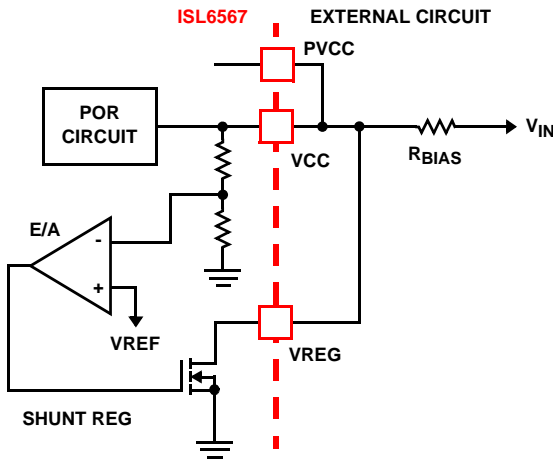 ISL6567 EXTERNAL CIRCUIT
PVCC
POR
CIRCUIT
VCC
RBIAS
VIN
E/A
-
+
VREF
VREG
SHUNT REG